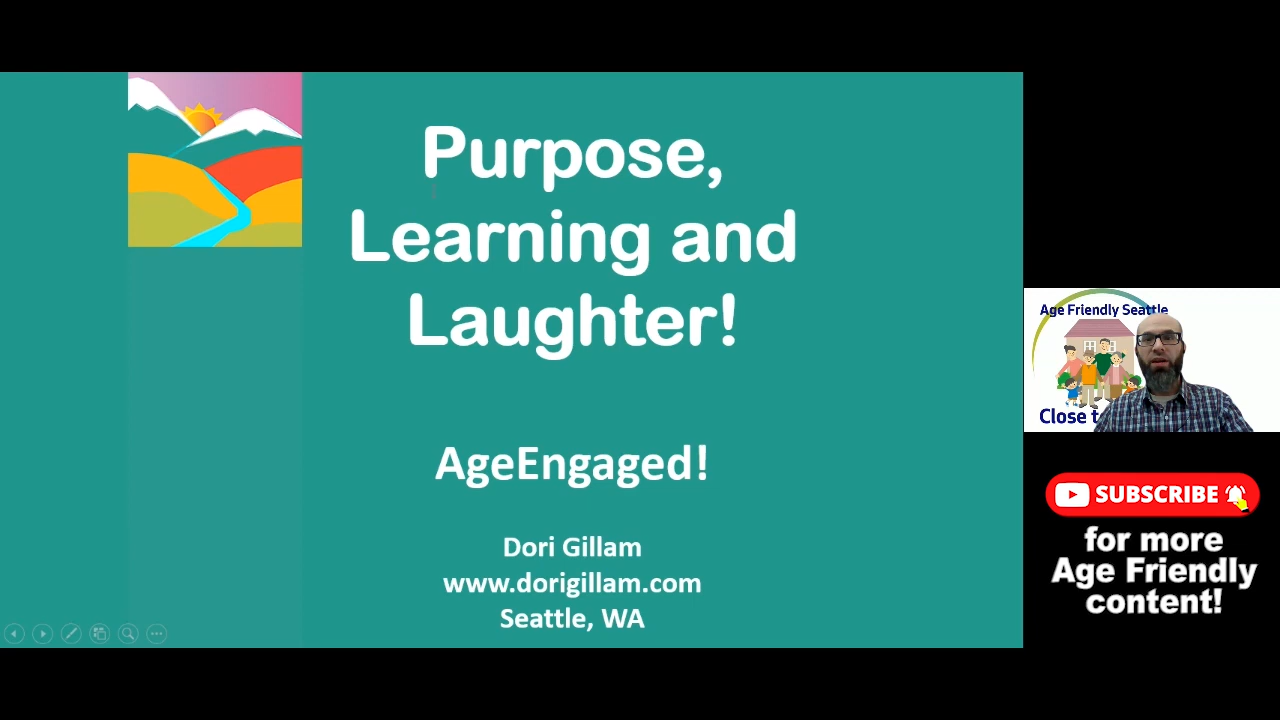 Purpose,
Learning and
Laughter!
AgeEngaged!
Dori Gillam
www.dorigillam.com
Seattle, WA
Age Friendly Seattle
Close t
SUBSCRIBE
for more
Age Friendly
content!